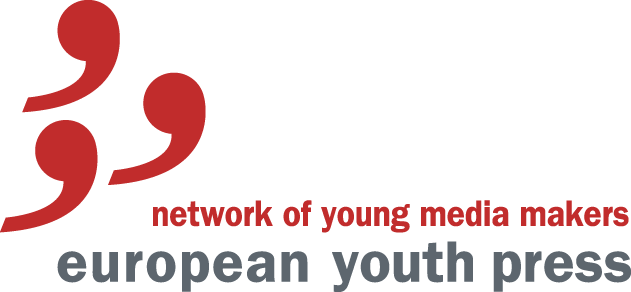 network of young media makers
european youth press